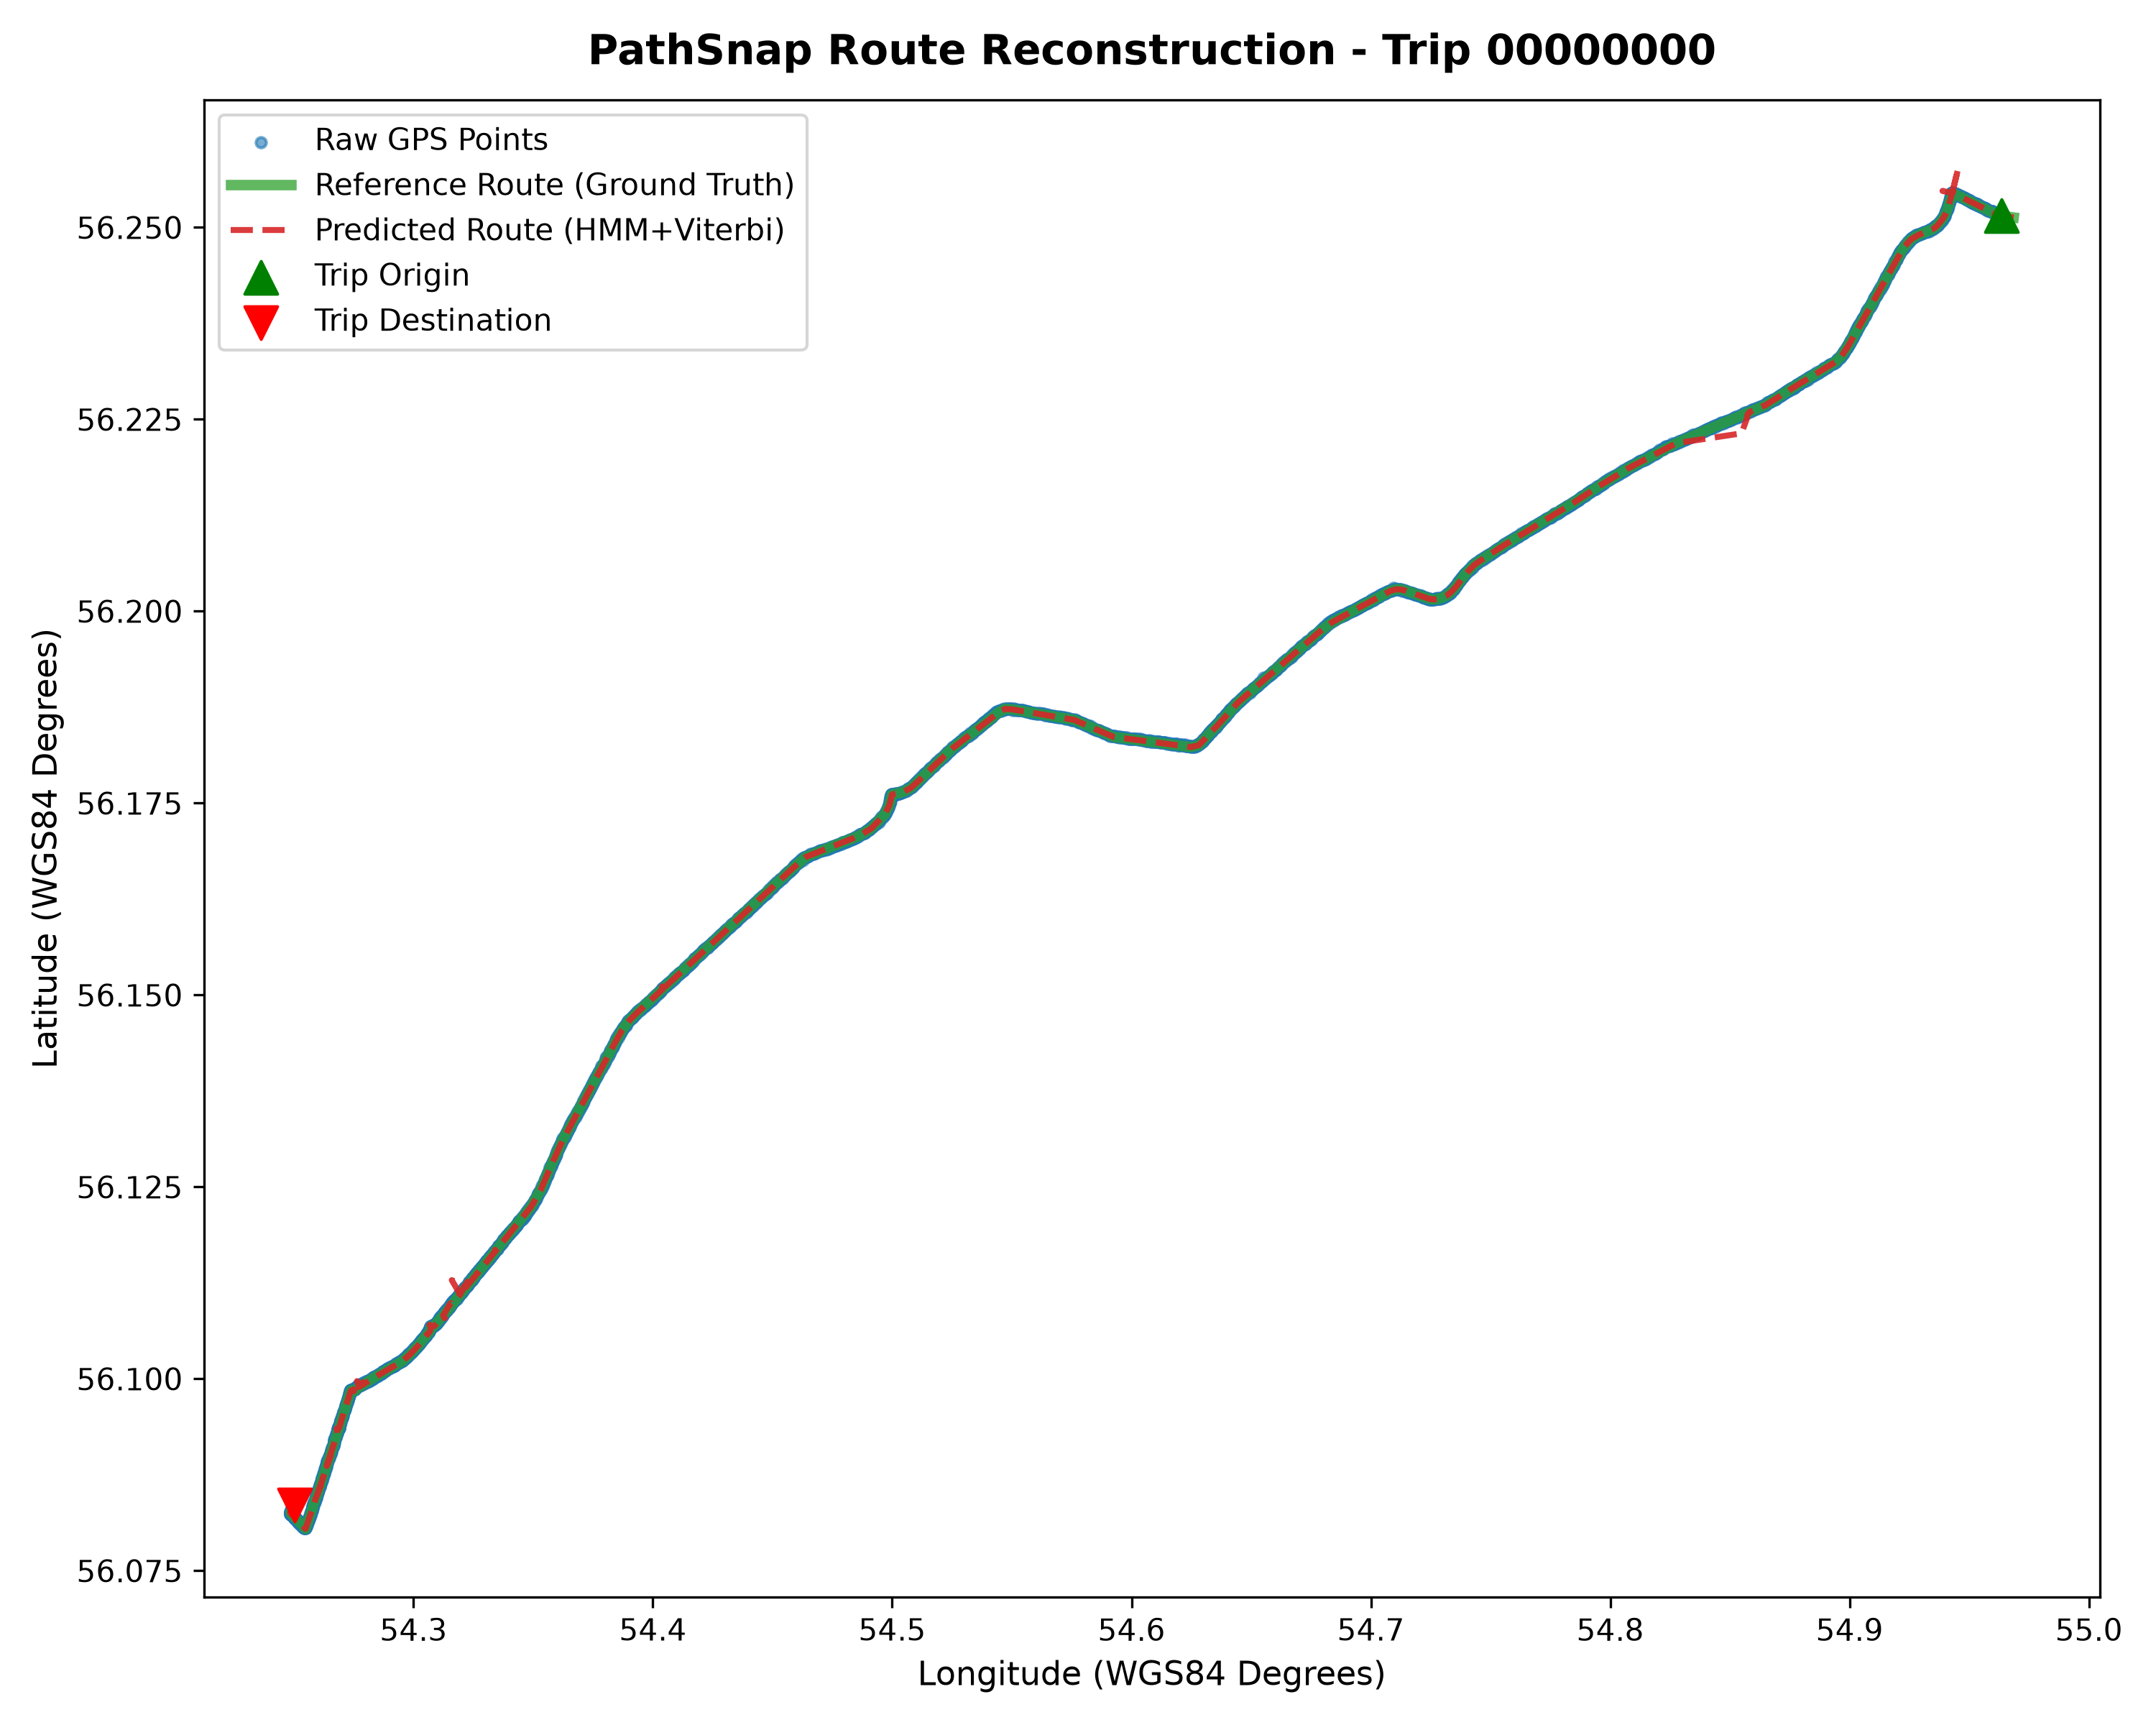 PathSnap Route Reconstruction - Trip 00000000
Raw GPS Points
Reference Route (Ground Truth)
Predicted Route (HMM+Viterbi)
Trip Origin
Trip Destination
Latitude (WGS84 Degrees)
56.250
56.225
56.200
56.175
56.150
56.125
56.100
56.075
54.3 54.4 54.5 54.6 54.7 54.8 54.9 55.0
Longitude (WGS84 Degrees)